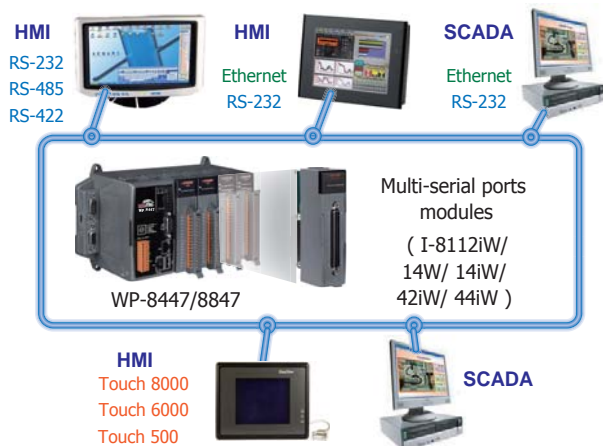 HMI
RS-232
RS-485
RS-422
HMI
Ethernet
RS-232
SCADA
Ethernet
RS-232
WP-8447/8847
Multi-serial ports
modules
( I-8112iW/
14W/ 14iW/
42iW/ 44iW )
HMI
Touch 8000
Touch 6000
Touch 500
SCADA